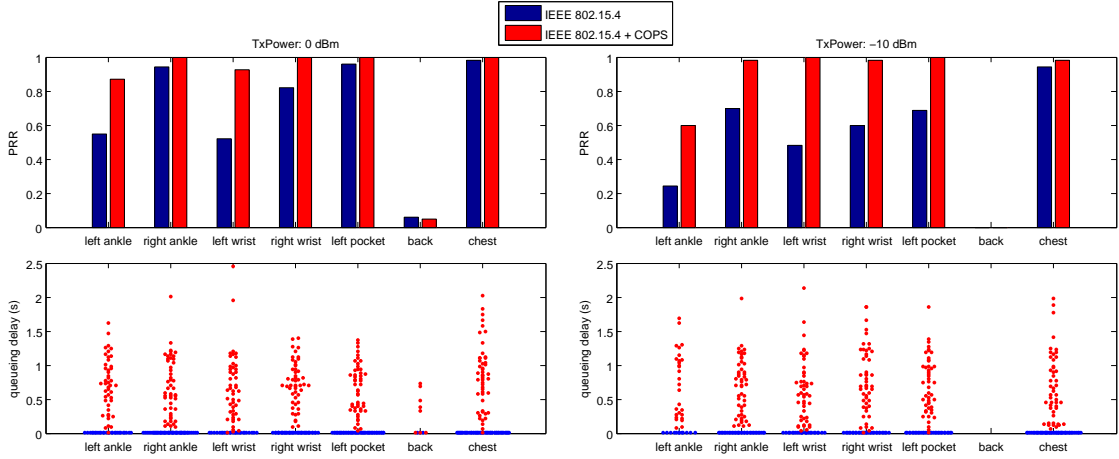 IEEE 802.15.4
IEEE 802.15.4 + COPS
TxPower: 0 dBm
1
0.8
0.6
0.4
0.2
0
PRR
left ankle right ankle left wrist right wrist left pocket back chest
TxPower: −10 dBm
1
0.8
0.6
0.4
0.2
0
PRR
left ankle right ankle left wrist right wrist left pocket back chest
2.5
2
1.5
1
0.5
0
queueing delay (s)
left ankle right ankle left wrist right wrist left pocket back chest
2.5
2
1.5
1
0.5
0
queueing delay (s)
left ankle right ankle left wrist right wrist left pocket back chest